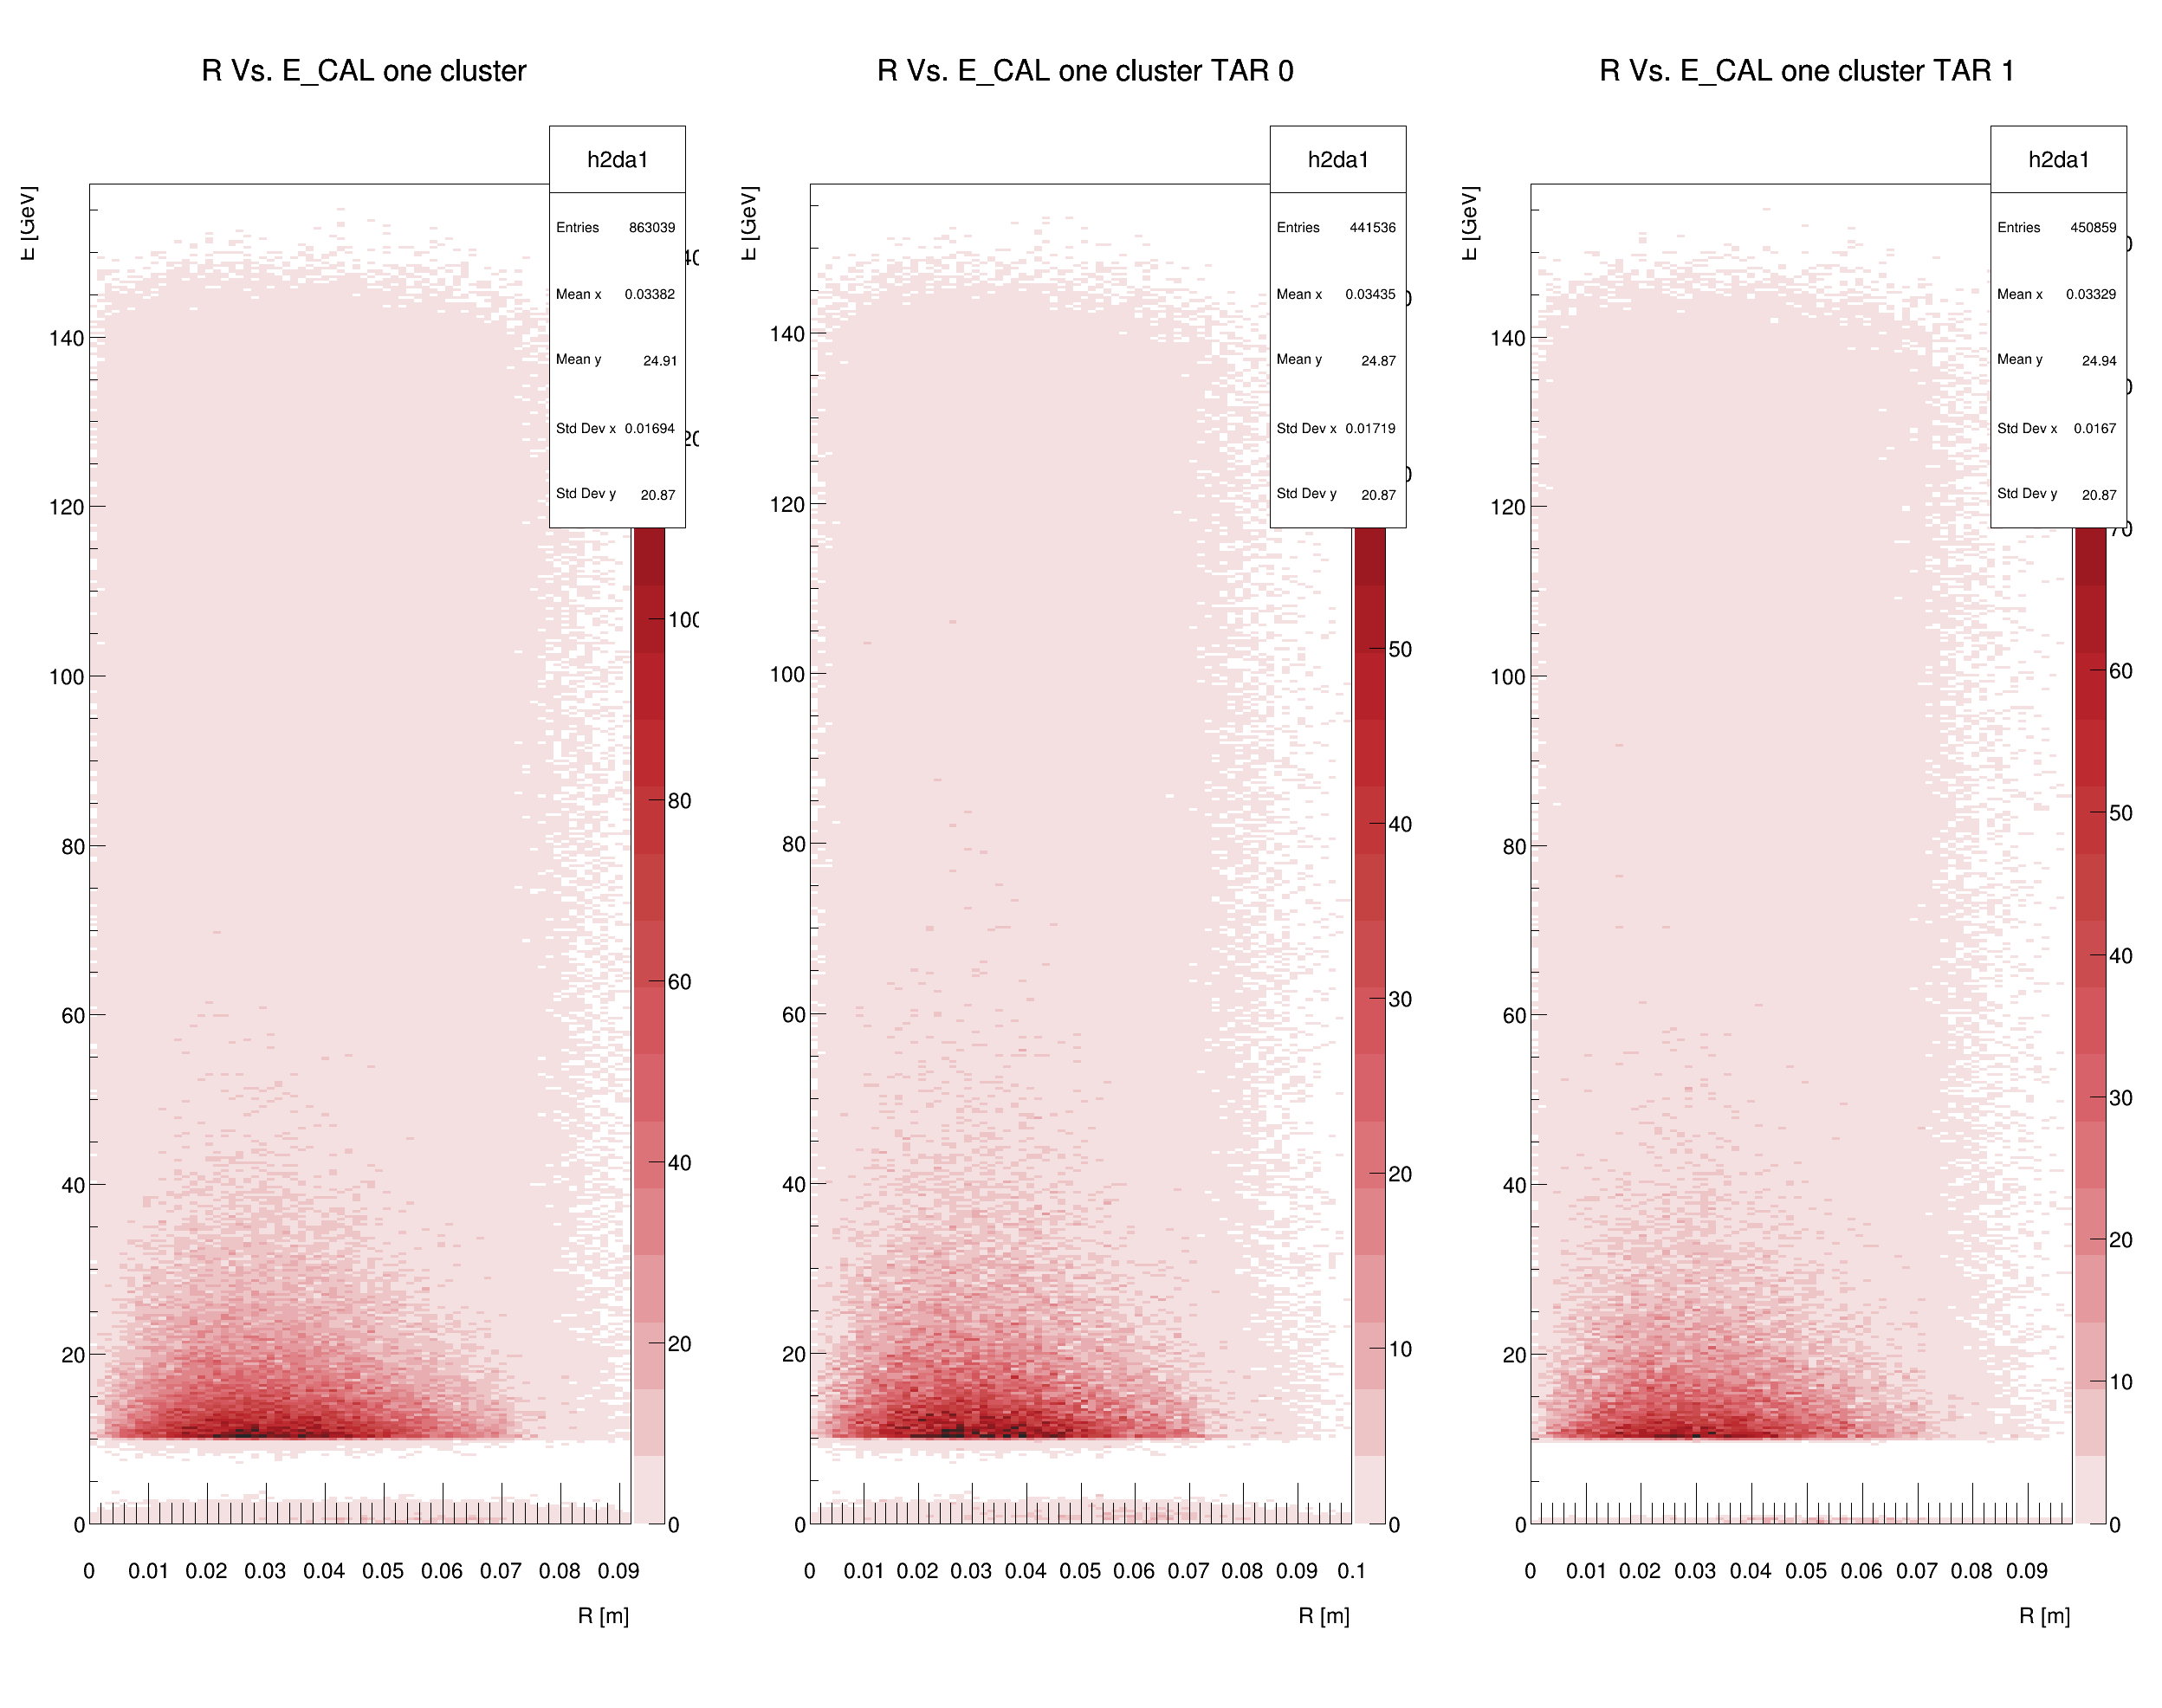 R Vs. E_CAL one cluster
h2da1
Entries 863039
Mean x 0.03382
Mean y 24.91
Std Dev x 0.01694
Std Dev y 20.87
E [GeV]
140
120
100
80
60
40
20
0
0 0.01 0.02 0.03 0.04 0.05 0.06 0.07 0.08 0.09
R [m]
100
80
60
40
20
0
R Vs. E_CAL one cluster TAR 0
h2da1
Entries 441536
Mean x 0.03435
Mean y 24.87
Std Dev x 0.01719
Std Dev y 20.87
E [GeV]
140
120
100
80
60
40
20
0
0 0.01 0.02 0.03 0.04 0.05 0.06 0.07 0.08 0.09 0.1
R [m]
50
40
30
20
10
0
R Vs. E_CAL one cluster TAR 1
h2da1
Entries 450859
Mean x 0.03329
Mean y 24.94
Std Dev x 0.0167
Std Dev y 20.87
E [GeV]
140
120
100
80
60
40
20
0
0 0.01 0.02 0.03 0.04 0.05 0.06 0.07 0.08 0.09
R [m]
70
60
50
40
30
20
10
0